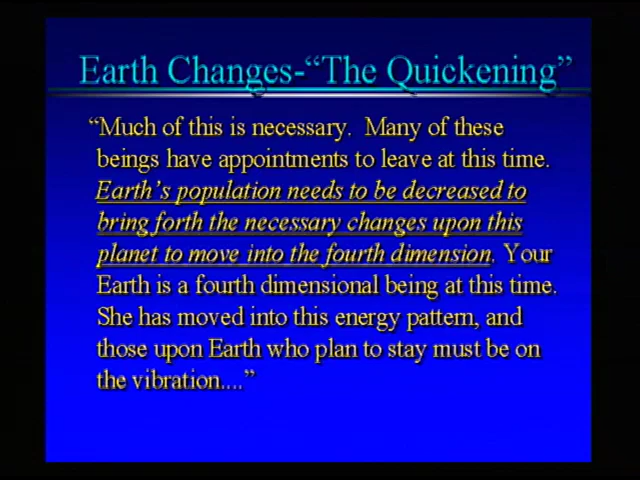 Earth Changes-“The Quickening”
“Much of this is necessary.  Many of these
beings have appointments to leave at this time.
Earth’s population needs to be decreased to
bring forth the necessary changes upon this
planet to move into the fourth dimension. Your
Earth is a fourth dimensional being at this time.
She has moved into this energy pattern, and
those upon Earth who plan to stay must be on
the vibration....”